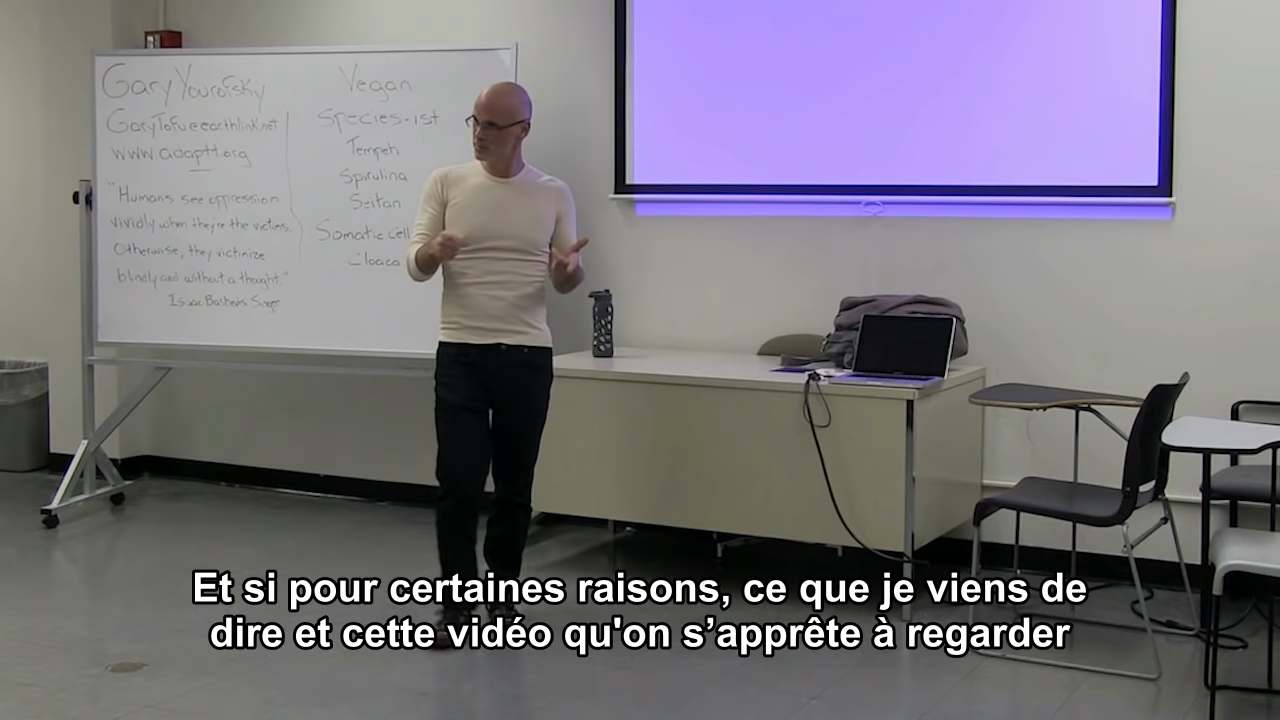 Gary Yourofsky
GaryToFu@earthlink.net
www.adaptt.org
"Humans see oppression
vividly when they're the victims.
Otherwise, they victimize
blindly and without a thought."
Isaac Bashevis Singer
Vegan
Species-ist
Tempeh
Spirulina
Seitan
Somatic Cell
Cloaca
Et si pour certaines raisons, ce que je viens de
dire et cette vidéo qu'on s’apprête à regarder